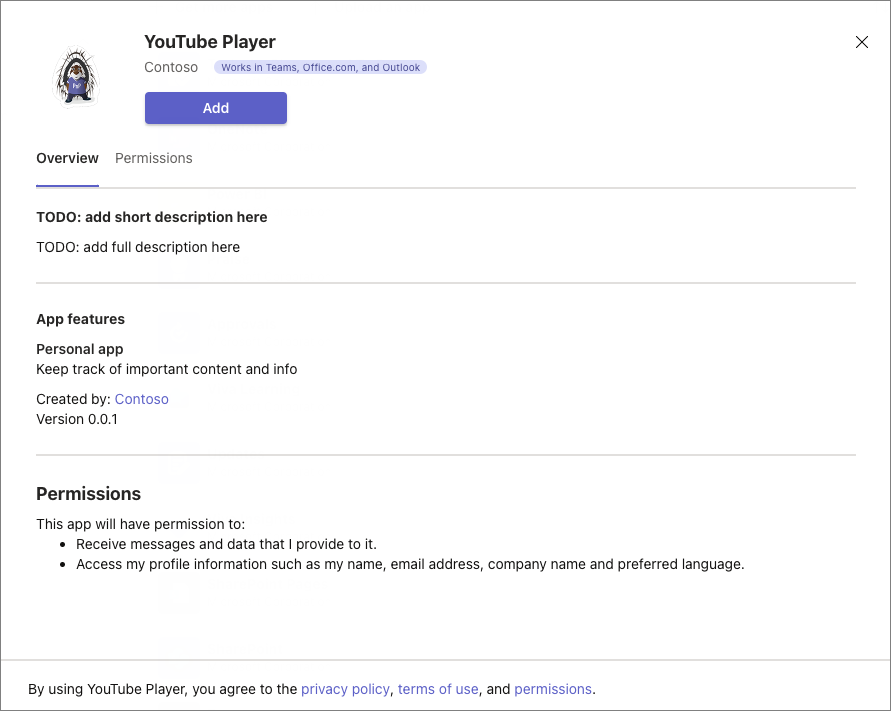 YouTube Player
Contoso Works in Teams, Office.com, and Outlook
Add
Overview Permissions
TODO: add short description here
TODO: add full description here
App features
Personal app
Keep track of important content and info
Created by: Contoso
Version 0.0.1
Permissions
This app will have permission to:
• Receive messages and data that I provide to it.
• Access my profile information such as my name, email address, company name and preferred language.
By using YouTube Player, you agree to the privacy policy, terms of use, and permissions.